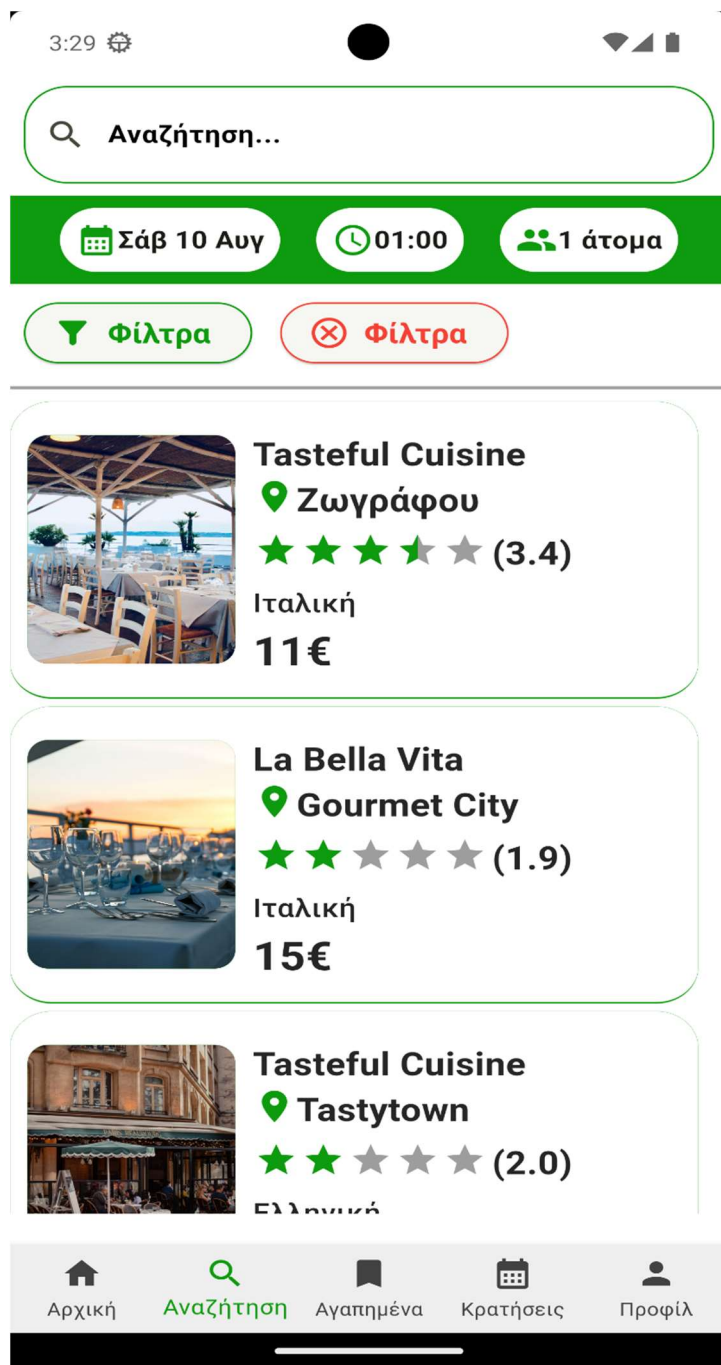 3:29
Αναζήτηση...
Σάβ 10 Αυγ 01:00 1 άτομα
Φίλτρα Φίλτρα
Tasteful Cuisine
Ζωγράφου
(3.4)
Ιταλική
11€
La Bella Vita
Gourmet City
(1.9)
Ιταλική
15€
Tasteful Cuisine
Tastytown
(2.0)
Ελληνική
Αρχική Αναζήτηση Αγαπημένα Κρατήσεις Προφίλ